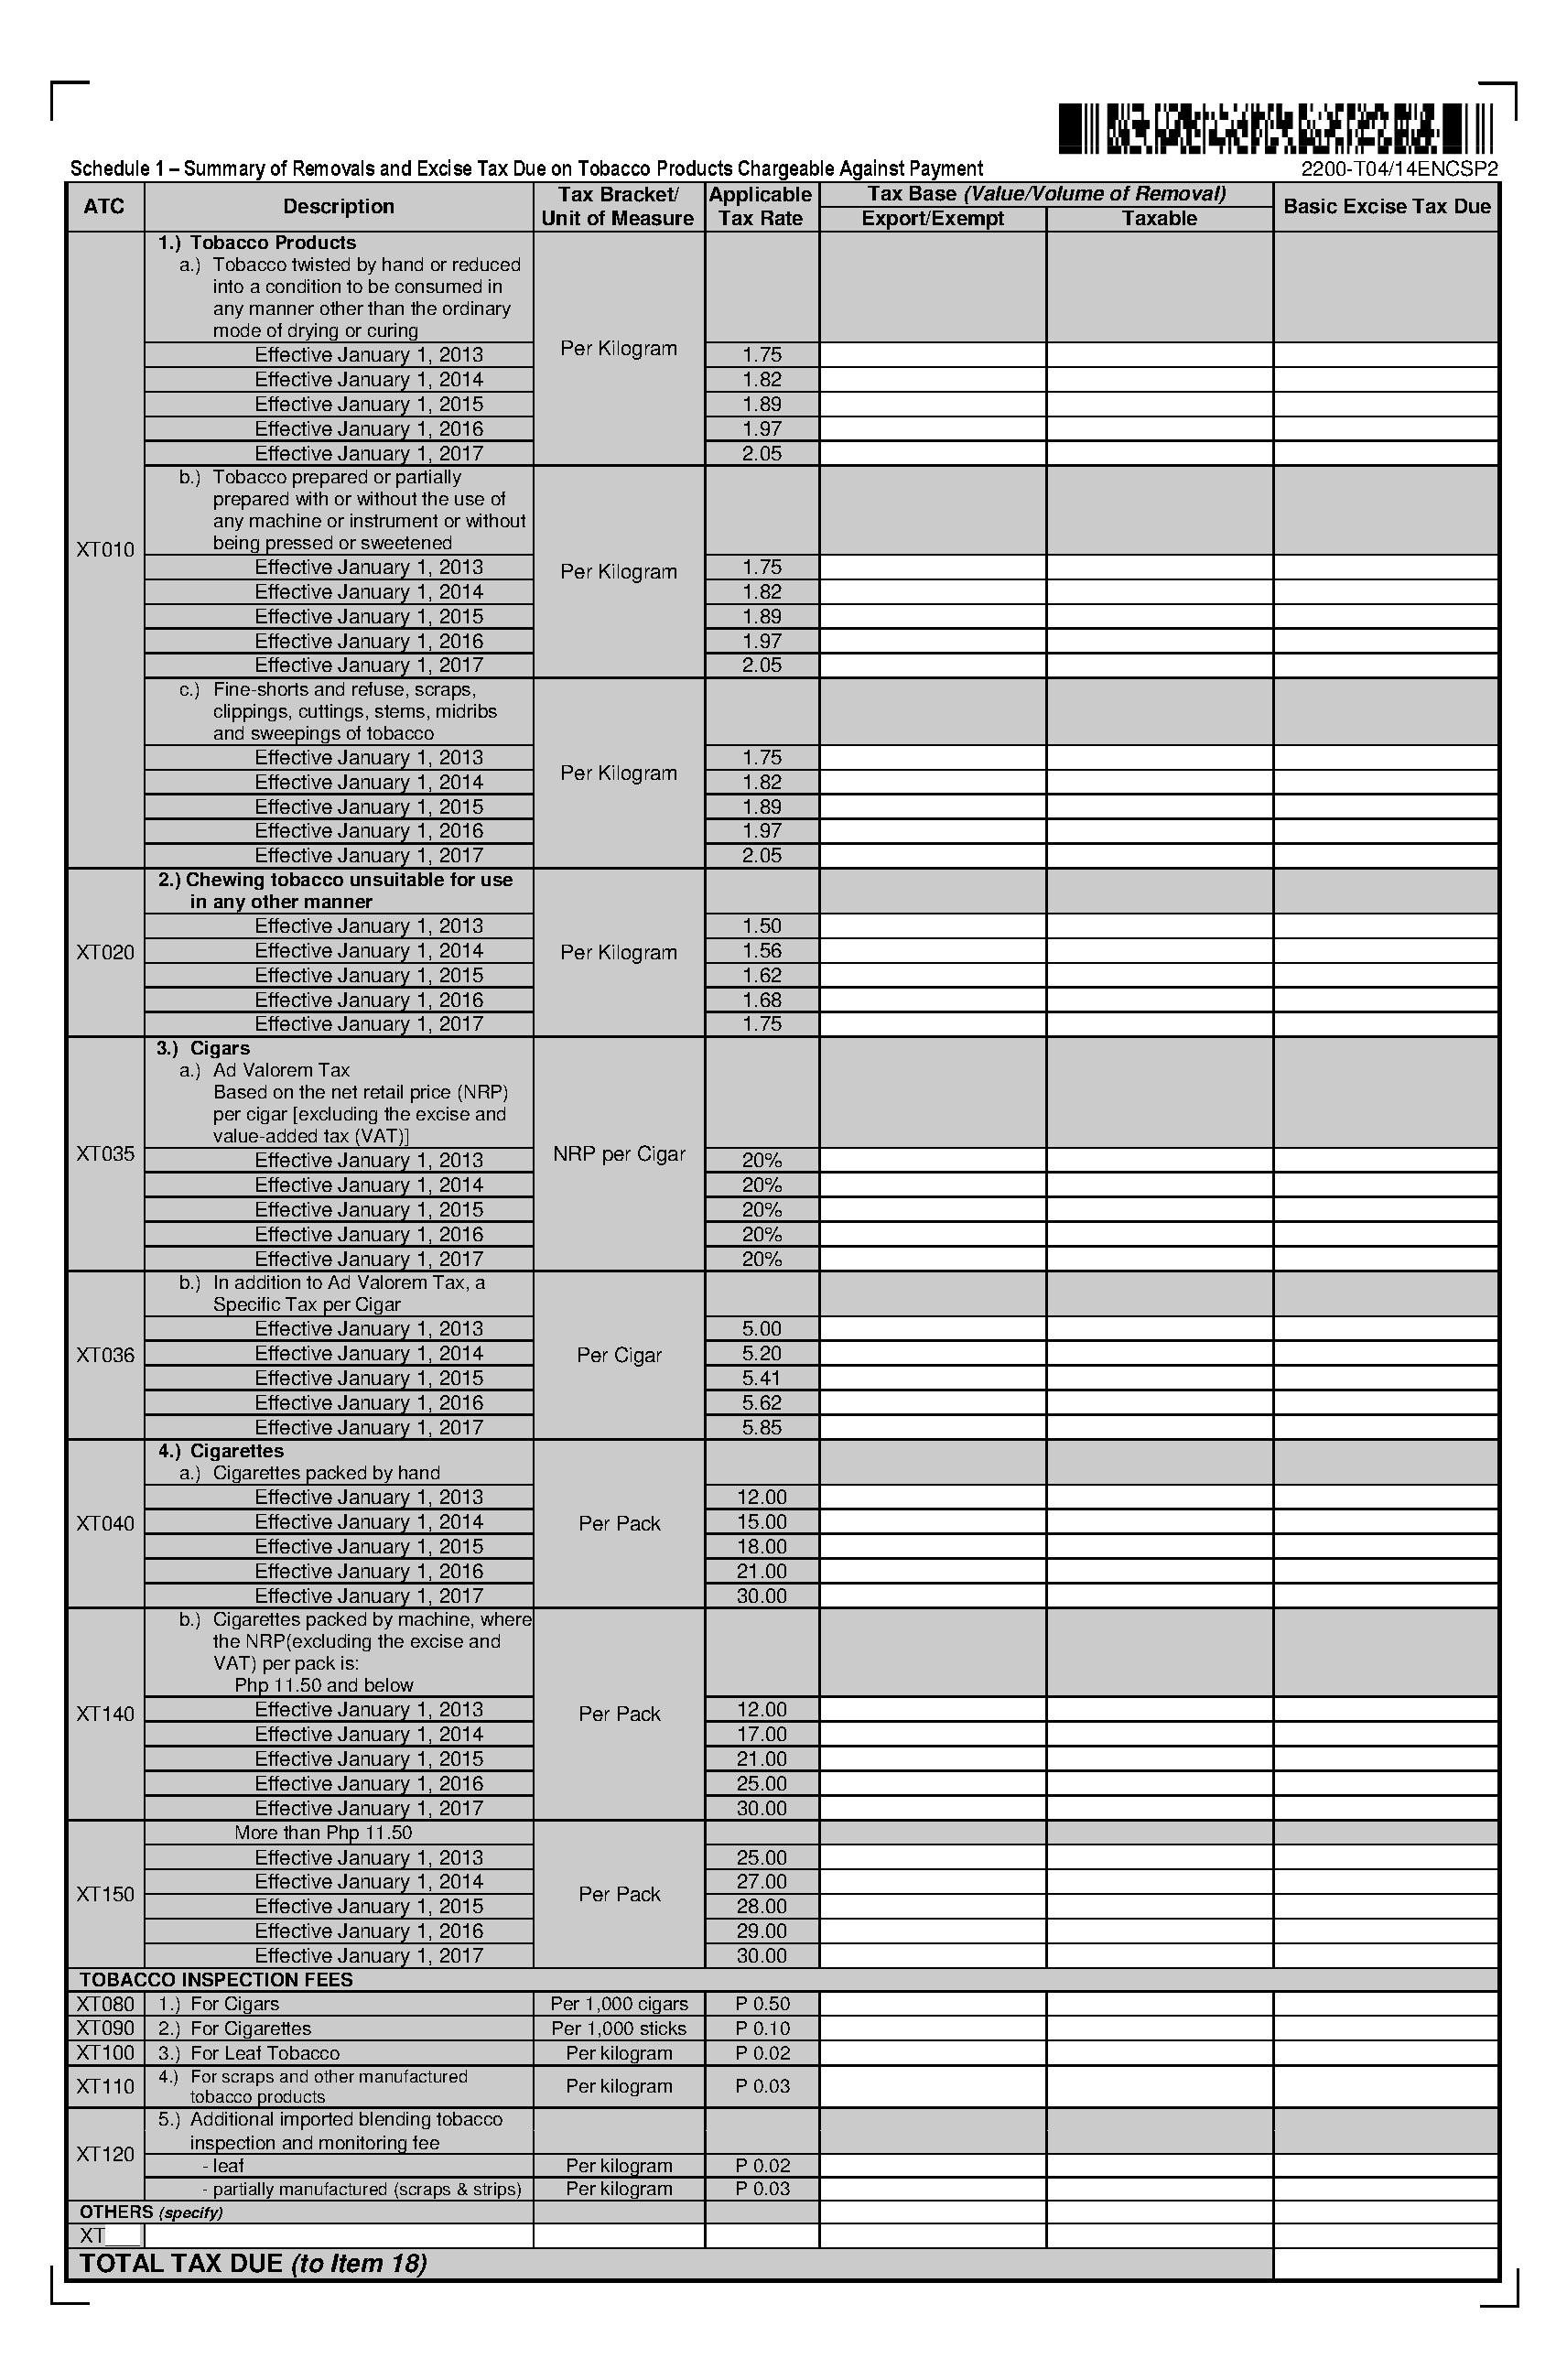 Schedule 1 – Summary of Removals and Excise Tax Due on Tobacco Products Chargeable Against Payment 2200-T04/14ENCSP2
ATC Description Tax Bracket/ Unit of Measure Applicable Tax Rate Tax Base (Value/Volume of Removal) Basic Excise Tax Due
Export/Exempt Taxable
1.) Tobacco Products
a.) Tobacco twisted by hand or reduced
into a condition to be consumed in
any manner other than the ordinary
mode of drying or curing
Per Kilogram
Effective January 1, 2013 1.75
Effective January 1, 2014 1.82
Effective January 1, 2015 1.89
Effective January 1, 2016 1.97
Effective January 1, 2017 2.05
XT010
b.) Tobacco prepared or partially
prepared with or without the use of
any machine or instrument or without
being pressed or sweetened
Per Kilogram
Effective January 1, 2013 1.75
Effective January 1, 2014 1.82
Effective January 1, 2015 1.89
Effective January 1, 2016 1.97
Effective January 1, 2017 2.05
c.) Fine-shorts and refuse, scraps,
clippings, cuttings, stems, midribs
and sweepings of tobacco
Per Kilogram
Effective January 1, 2013 1.75
Effective January 1, 2014 1.82
Effective January 1, 2015 1.89
Effective January 1, 2016 1.97
Effective January 1, 2017 2.05
2.) Chewing tobacco unsuitable for use
in any other manner
XT020 Per Kilogram
Effective January 1, 2013 1.50
Effective January 1, 2014 1.56
Effective January 1, 2015 1.62
Effective January 1, 2016 1.68
Effective January 1, 2017 1.75
3.) Cigars
a.) Ad Valorem Tax
Based on the net retail price (NRP)
per cigar [excluding the excise and
value-added tax (VAT)]
XT035 NRP per Cigar
Effective January 1, 2013 20%
Effective January 1, 2014 20%
Effective January 1, 2015 20%
Effective January 1, 2016 20%
Effective January 1, 2017 20%
b.) In addition to Ad Valorem Tax, a
Specific Tax per Cigar
XT036 Per Cigar
Effective January 1, 2013 5.00
Effective January 1, 2014 5.20
Effective January 1, 2015 5.41
Effective January 1, 2016 5.62
Effective January 1, 2017 5.85
4.) Cigarettes
a.) Cigarettes packed by hand
XT040 Per Pack
Effective January 1, 2013 12.00
Effective January 1, 2014 15.00
Effective January 1, 2015 18.00
Effective January 1, 2016 21.00
Effective January 1, 2017 30.00
b.) Cigarettes packed by machine, where
the NRP(excluding the excise and
VAT) per pack is:
Php 11.50 and below
XT140 Per Pack
Effective January 1, 2013 12.00
Effective January 1, 2014 17.00
Effective January 1, 2015 21.00
Effective January 1, 2016 25.00
Effective January 1, 2017 30.00
More than Php 11.50
XT150 Per Pack
Effective January 1, 2013 25.00
Effective January 1, 2014 27.00
Effective January 1, 2015 28.00
Effective January 1, 2016 29.00
Effective January 1, 2017 30.00
TOBACCO INSPECTION FEES
XT080 1.) For Cigars Per 1,000 cigars P 0.50
XT090 2.) For Cigarettes Per 1,000 sticks P 0.10
XT100 3.) For Leaf Tobacco Per kilogram P 0.02
XT110 4.) For scraps and other manufactured
tobacco products Per kilogram P 0.03
XT120 5.) Additional imported blending tobacco
inspection and monitoring fee
- leaf Per kilogram P 0.02
- partially manufactured (scraps & strips) Per kilogram P 0.03
OTHERS (specify)
XT___
TOTAL TAX DUE (to Item 18)